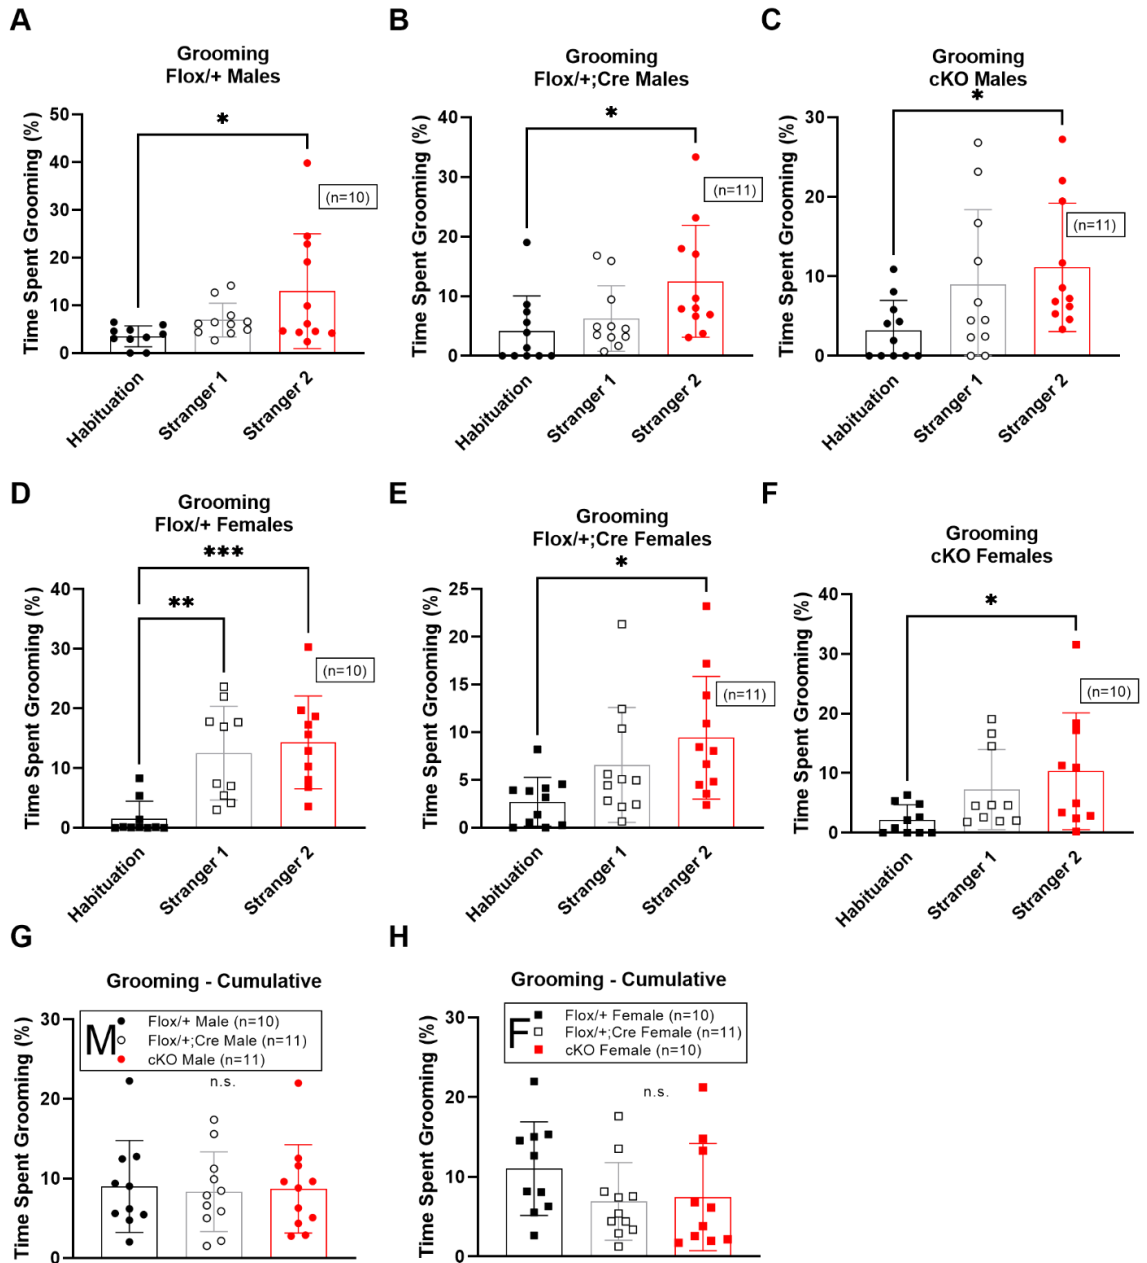 A
Grooming
Flox/+ Males
Time Spent Grooming (%)
50
40
30
20
10
0
*
(n=10)
Habituation
Stranger 1
Stranger 2
B
Grooming
Flox/+;Cre Males
Time Spent Grooming (%)
40
30
20
10
0
*
(n=11)
Habituation
Stranger 1
Stranger 2
C
Grooming
cKO Males
Time Spent Grooming (%)
30
20
10
0
*
(n=11)
Habituation
Stranger 1
Stranger 2
D
Grooming
Flox/+ Females
Time Spent Grooming (%)
40
30
20
10
0
***
**
(n=10)
Habituation
Stranger 1
Stranger 2
E
Grooming
Flox/+;Cre Females
Time Spent Grooming (%)
25
20
15
10
5
0
*
(n=11)
Habituation
Stranger 1
Stranger 2
F
Grooming
cKO Females
Time Spent Grooming (%)
40
30
20
10
0
*
(n=10)
Habituation
Stranger 1
Stranger 2
G
Grooming - Cumulative
Time Spent Grooming (%)
30
20
10
0
M
Flox/+ Male (n=10)
Flox/+;Cre Male (n=11)
cKO Male (n=11)
n.s.
H
Grooming - Cumulative
Time Spent Grooming (%)
30
20
10
0
F
Flox/+ Female (n=10)
Flox/+;Cre Female (n=11)
cKO Female (n=10)
n.s.